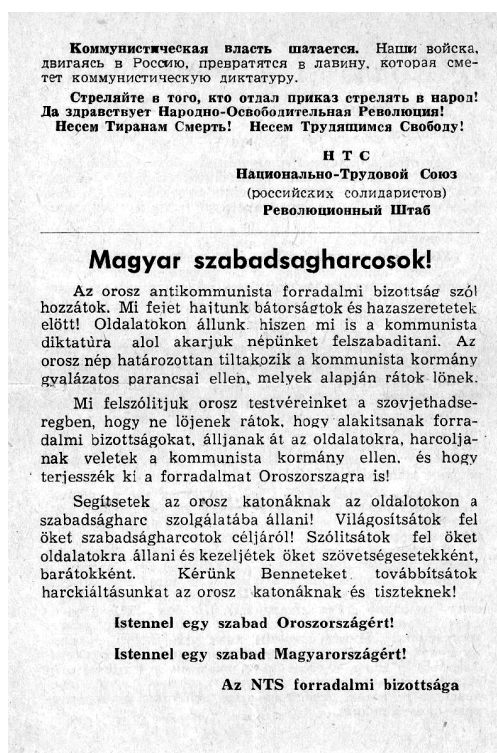 Коммунистическая власть шатается. Наши войска,
двигаясь в Россию, превратятся в лавину, которая сме-
тет коммунистическую диктатуру.
Стреляйте в того, кто отдал приказ стрелять в народ!
Да здравствует Народно-Освободительная Революция!
Несем Тиранам Смерть! Несем Трудящимся Свободу!
НТС
Национально-Трудовой Союз
(российских солидаристов)
Революционный Штаб
Magyar szabadsagharcosok!
Az orosz antikommunista forradalmi bizottság szól
hozzátok. Mi fejet hajtunk bátorságtok és hazaszeretetek
elött! Oldalatokon állunk. hiszen mi is a kommunista
diktatúra alol akarjuk népünket felszabaditani. Az
orosz nép határozottan tiltakozik a kommunista kormány
gyalázatos parancsai ellen, melyek alapján rátok lönek.
Mi felszólitjuk orosz testvéreinket a szovjethadse-
regben, hogy ne löjenek rátok, hogy alakitsanak forra-
dalmi bizottságokat, álljanak át az oldalatokra, harcolja-
nak veletek a kommunista kormány ellen, és hogy
terjesszék ki a forradalmat Oroszorszagra is!
Segítsetek az orosz katonáknak az oldalotokon a
szabadságharc szolgálatába állani! Világosítsátok fel
öket szabadságharcotok céljáról! Szólitsátok fel öket
oldalatokra állani és kezeljétek öket szövetségesetekként,
barátokként. Kérünk Benneteket. továbbítsátok
harckiáltásunkat az orosz katonáknak és tiszteknek!
Istennel egy szabad Oroszországért!
Istennel egy szabad Magyarországért!
Az NTS forradalmi bizottsága